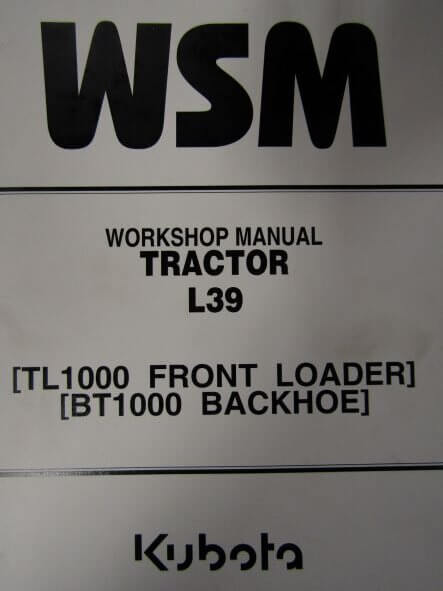 WSM
WORKSHOP MANUAL
TRACTOR
L39
[TL1000 FRONT LOADER]
[BT1000 BACKHOE]
Kubota